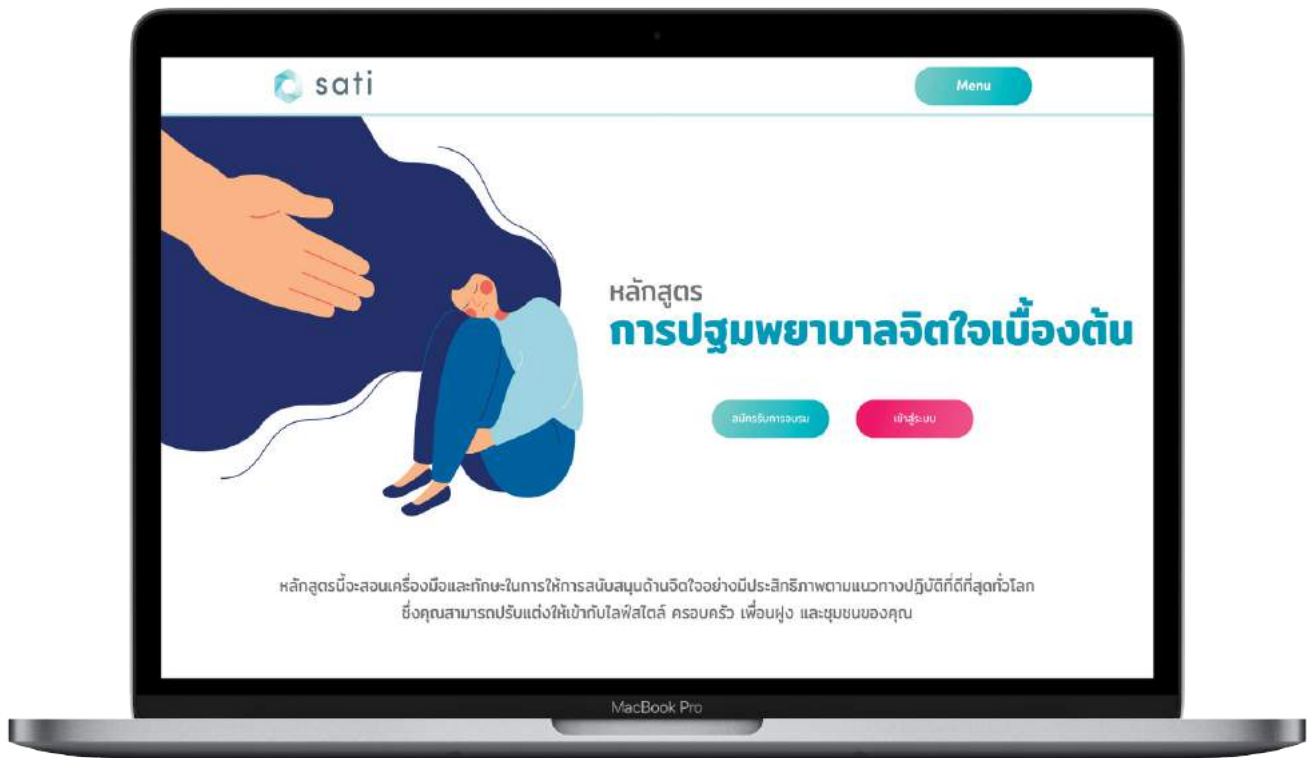 sati
Menu
หลักสูตร
การปฐมพยาบาลจิตใจเบื้องต้น
สมัครรับการอบรม
เข้าสู่ระบบ
หลักสูตรนี้จะสอนเครื่องมือและทักษะในการให้การสนับสนุนด้านจิตใจอย่างมีประสิทธิภาพตามแนวทางปฏิบัติที่ดีที่สุดทั่วโลก
ซึ่งคุณสามารถปรับแต่งให้เข้ากับไลฟ์สไตล์ ครอบครัว เพื่อนฝูง และชุมชนของคุณ
MacBook Pro